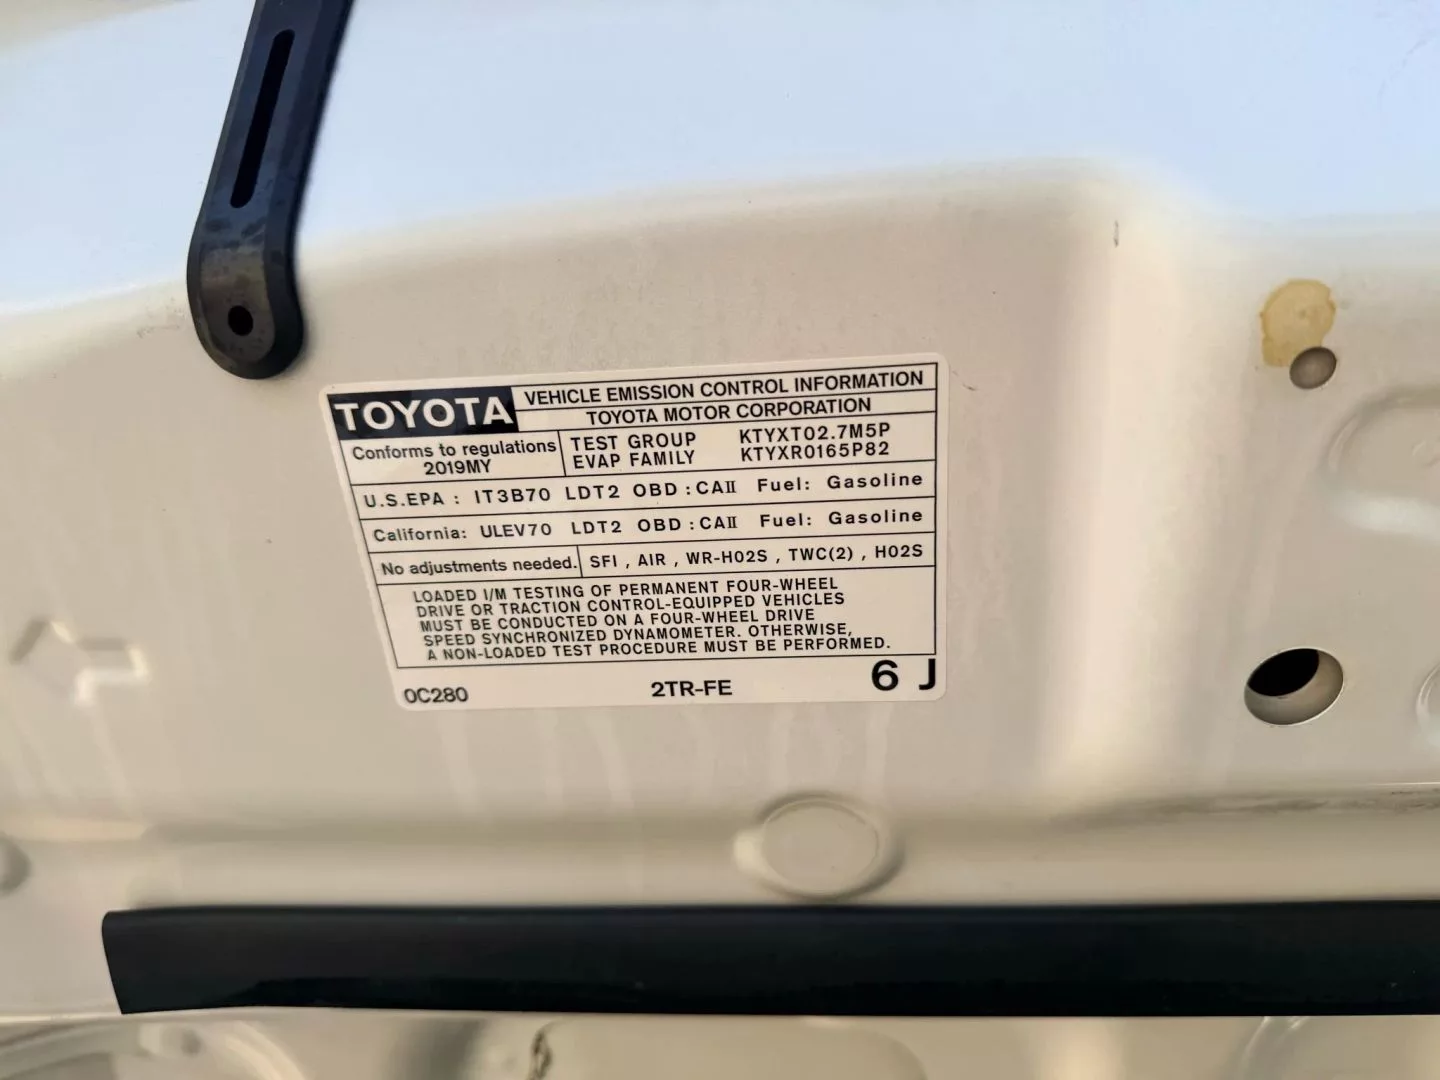 TOYOTA
VEHICLE EMISSION CONTROL INFORMATION
TOYOTA MOTOR CORPORATION
Conforms to regulations
2019MY
TEST GROUP KTYXT02.7M5P
EVAP FAMILY KTYXR0165P82
U.S.EPA : IT3B70 LDT2 OBD : CAII Fuel: Gasoline
California: ULEV70 LDT2 OBD : CAII Fuel: Gasoline
No adjustments needed. SFI , AIR , WR-HO2S , TWC(2) , HO2S
LOADED I/M TESTING OF PERMANENT FOUR-WHEEL
DRIVE OR TRACTION CONTROL-EQUIPPED VEHICLES
MUST BE CONDUCTED ON A FOUR-WHEEL DRIVE
SPEED SYNCHRONIZED DYNAMOMETER. OTHERWISE,
A NON-LOADED TEST PROCEDURE MUST BE PERFORMED.
0C280 2TR-FE 6 J